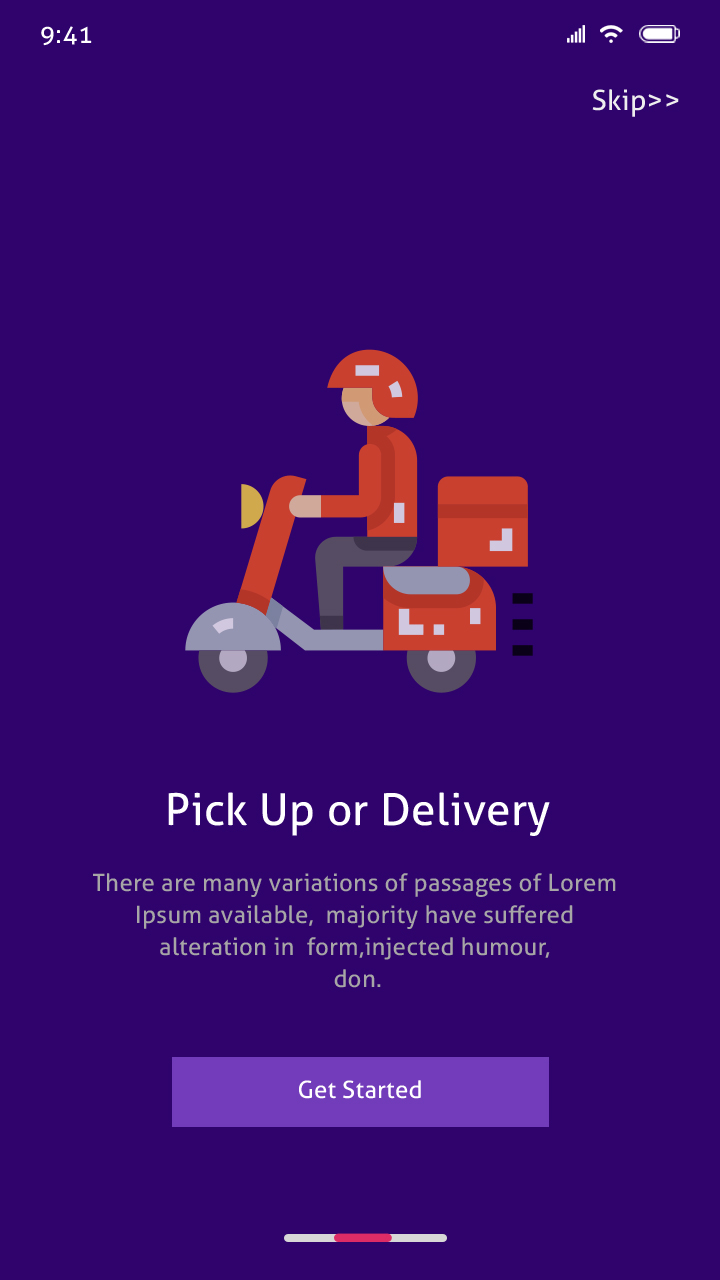 9:41
Skip>>
Pick Up or Delivery
There are many variations of passages of Lorem
Ipsum available,  majority have suffered
alteration in  form,injected humour,
don.
Get Started